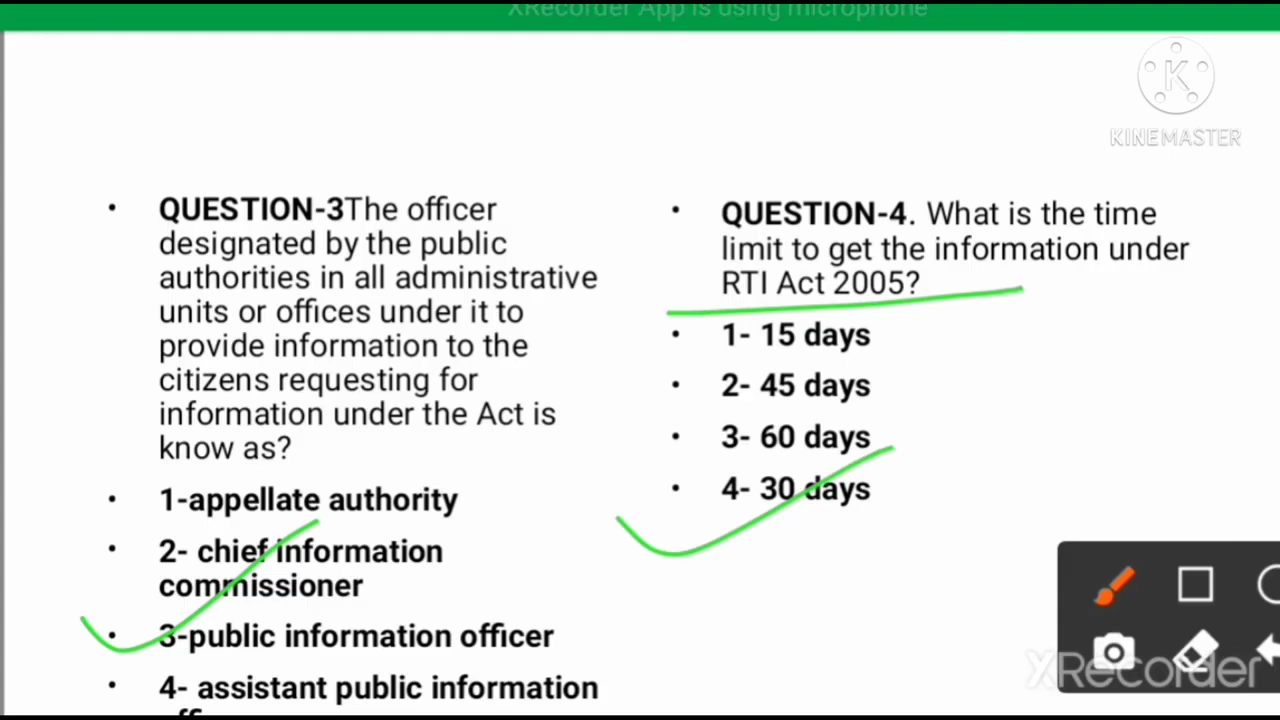 XRecorder App is using microphone
KINEMASTER
QUESTION-3The officer
designated by the public
authorities in all administrative
units or offices under it to
provide information to the
citizens requesting for
information under the Act is
know as?
1-appellate authority
2- chief information
commissioner
3-public information officer
4- assistant public information
QUESTION-4. What is the time
limit to get the information under
RTI Act 2005?
1- 15 days
2- 45 days
3- 60 days
4- 30 days
XRecorder